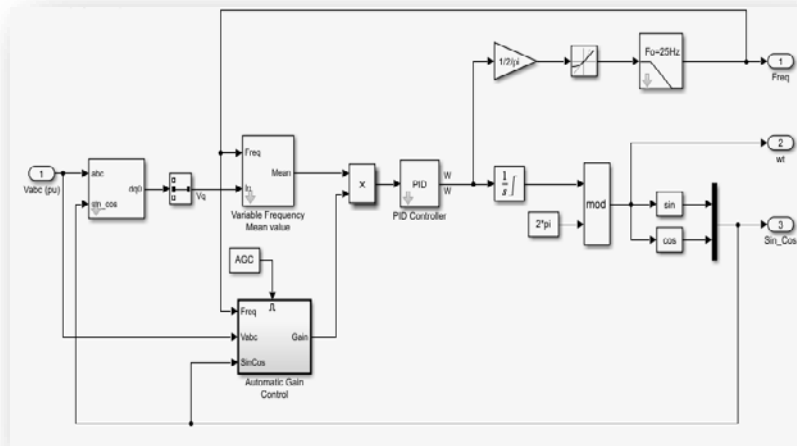 1/2/pi
Fo=25Hz
1
Freq
2
wt
1
Vabc (pu)
abc
sin_cos
dq0
Vq
Freq
In
Mean
Variable Frequency
Mean value
X
PID
W
W
PID Controller
1
s
mod
2*pi
sin
cos
3
Sin_Cos
AGC
Freq
Vabc
SinCos
Gain
Automatic Gain
Control